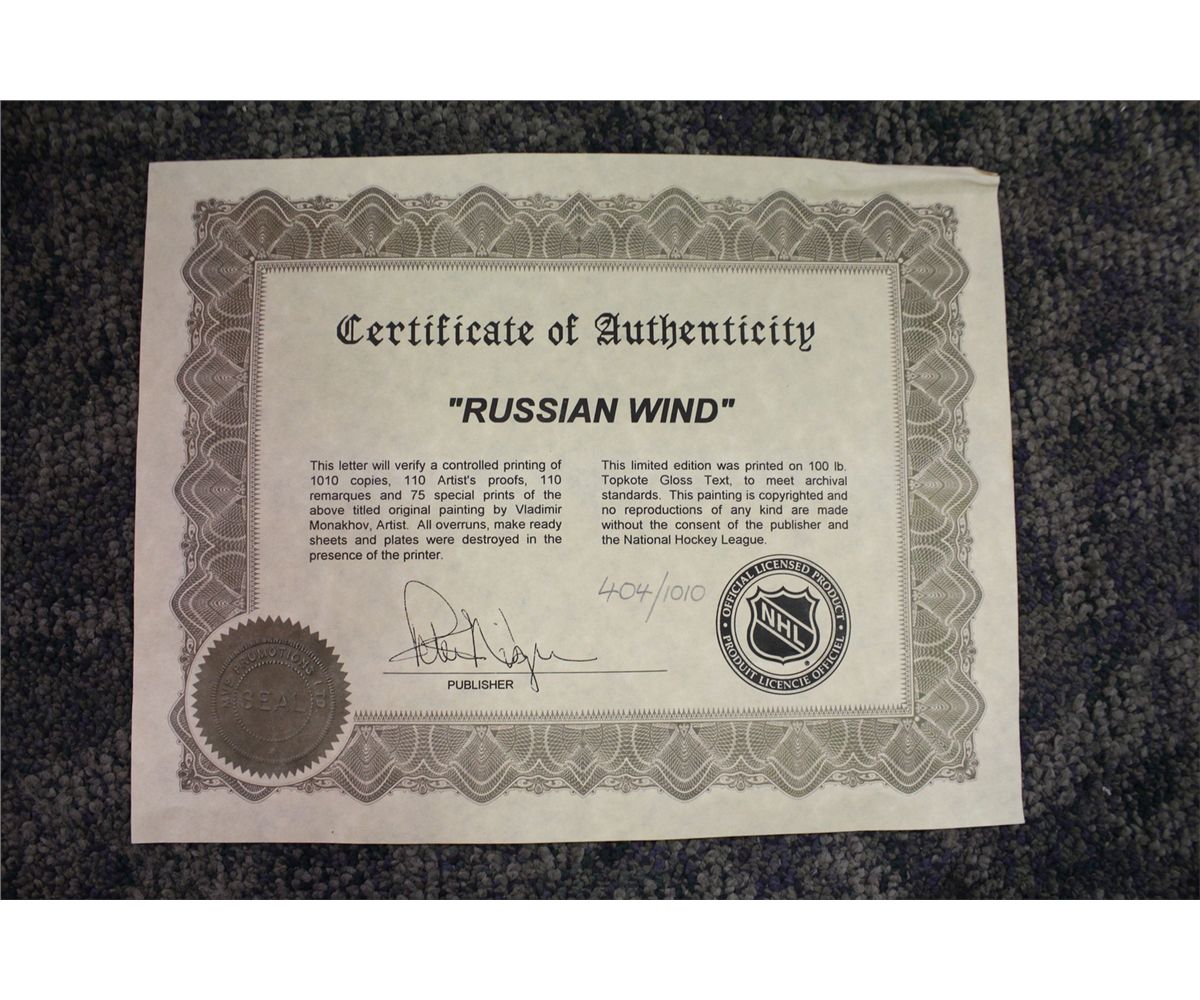 Certificate of Authenticity
"RUSSIAN WIND"
This letter will verify a controlled printing of
1010 copies, 110 Artist's proofs, 110
remarques and 75 special prints of the
above titled original painting by Vladimir
Monakhov, Artist. All overruns, make ready
sheets and plates were destroyed in the
presence of the printer.
This limited edition was printed on 100 lb.
Topkote Gloss Text, to meet archival
standards. This painting is copyrighted and
no reproductions of any kind are made
without the consent of the publisher and
the National Hockey League.
404/1010
PUBLISHER
OFFICIAL LICENSED PRODUCT
NHL
PRODUIT LICENCIE OFFICIEL
PROMOTIONS LTD
SEAL